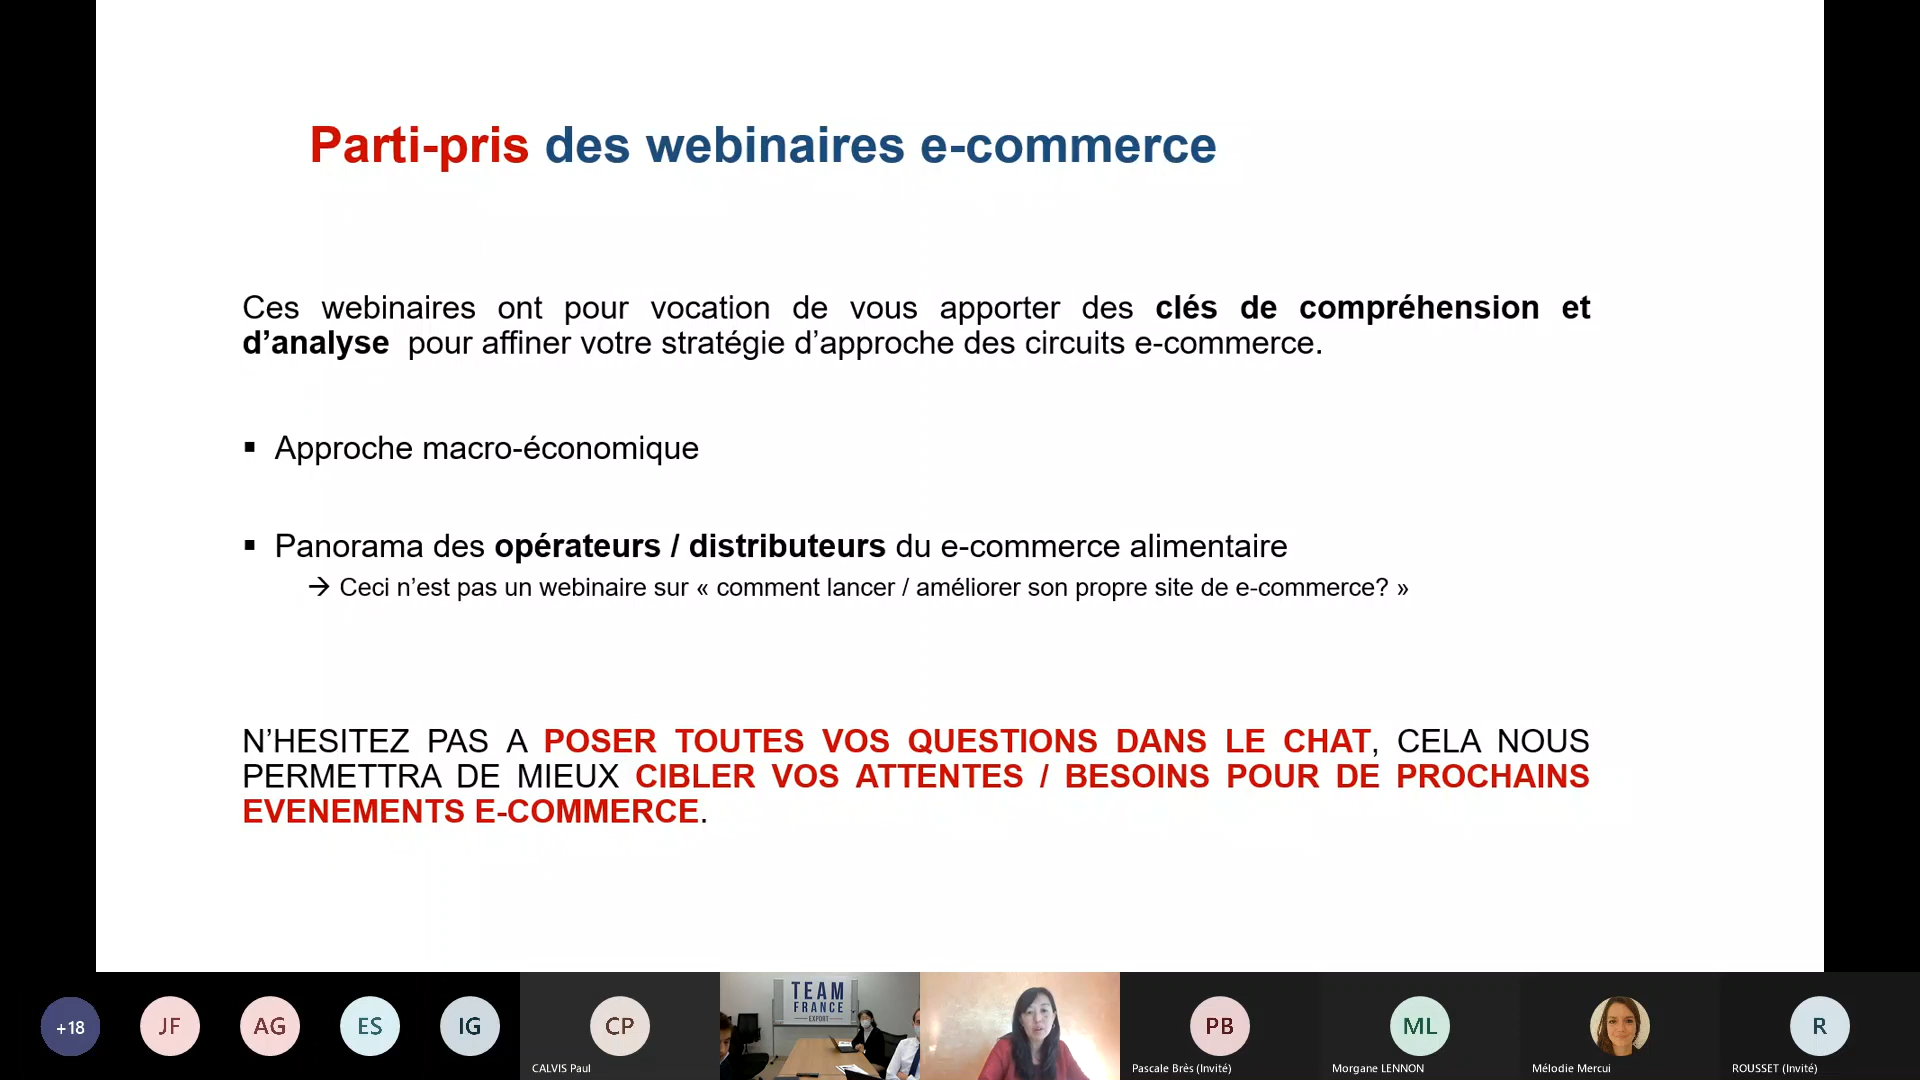 Parti-pris des webinaires e-commerce
Ces webinaires ont pour vocation de vous apporter des clés de compréhension et
d’analyse pour affiner votre stratégie d’approche des circuits e-commerce.
▪ Approche macro-économique
▪ Panorama des opérateurs / distributeurs du e-commerce alimentaire
→ Ceci n’est pas un webinaire sur « comment lancer / améliorer son propre site de e-commerce? »
N’HESITEZ PAS A POSER TOUTES VOS QUESTIONS DANS LE CHAT, CELA NOUS
PERMETTRA DE MIEUX CIBLER VOS ATTENTES / BESOINS POUR DE PROCHAINS
EVENEMENTS E-COMMERCE.
+18
JF
AG
ES
IG
CP
CALVIS Paul
TEAM
FRANCE
EXPORT
PB
Pascale Brès (Invité)
ML
Morgane LENNON
Mélodie Mercui
R
ROUSSET (Invité)